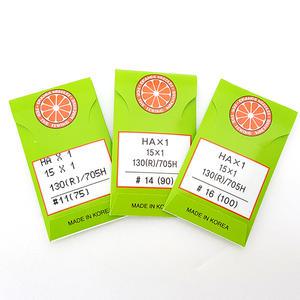 HA X 1
15 X 1
130(R)/705H
#11(75)
MADE IN KOREA
HA×1
15×1
130(R)/705H
# 14 (90)
MADE IN KOREA
HA×1
15×1
130(R)/705H
# 16 (100)
MADE IN KOREA